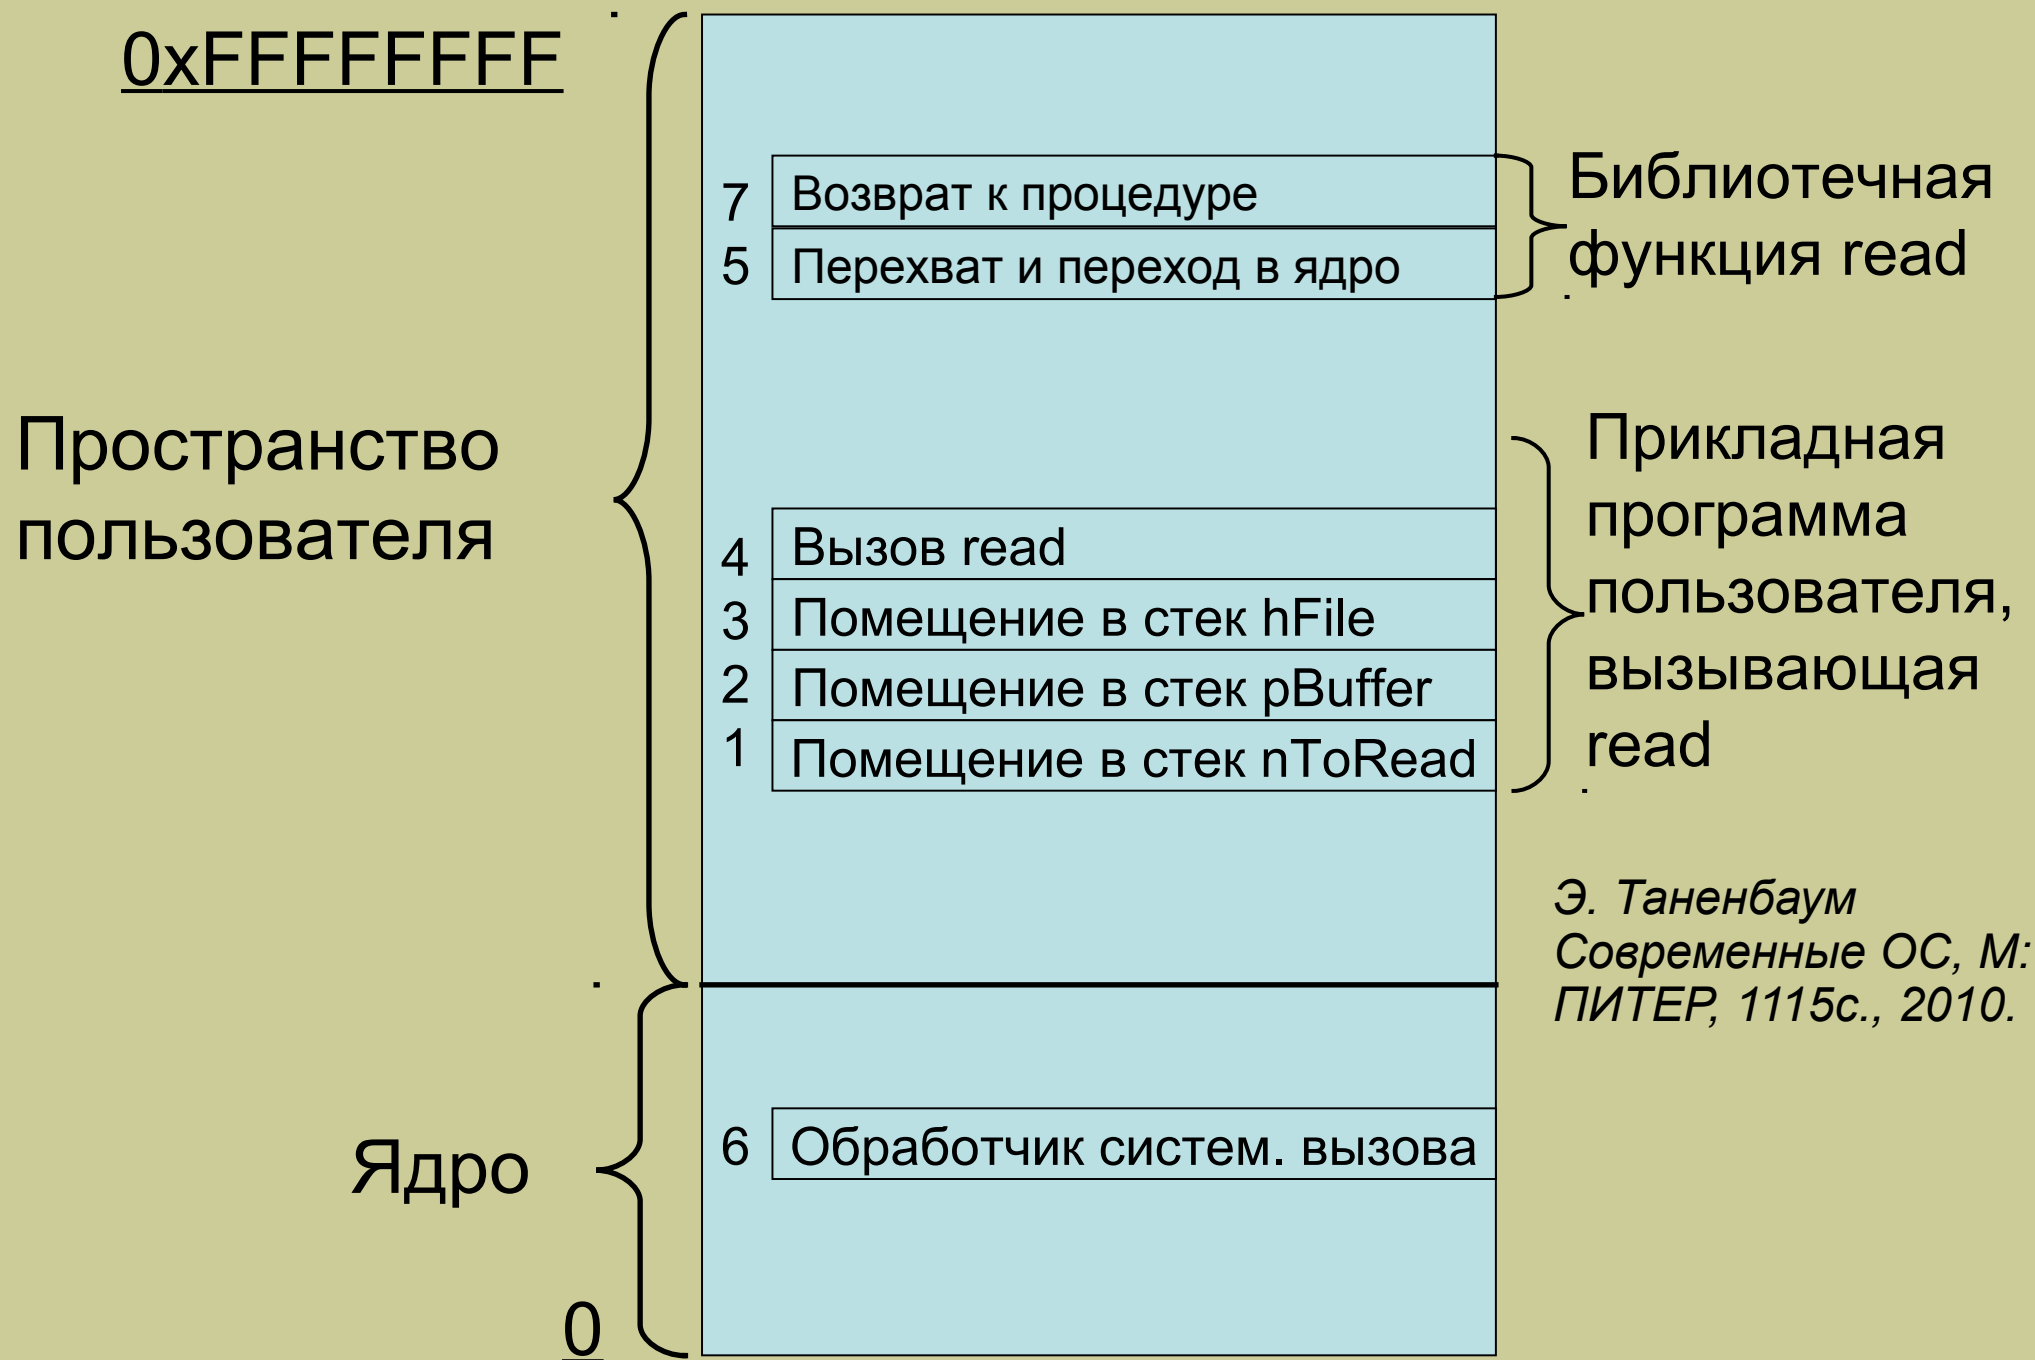 0xFFFFFFFF
7 Возврат к процедуре
5 Перехват и переход в ядро
Библиотечная
функция read
Пространство
пользователя
4 Вызов read
3 Помещение в стек hFile
2 Помещение в стек pBuffer
1 Помещение в стек nToRead
Прикладная
программа
пользователя,
вызывающая
read
Э. Таненбаум
Современные ОС, М:
ПИТЕР, 1115с., 2010.
Ядро
6 Обработчик систем. вызова
0